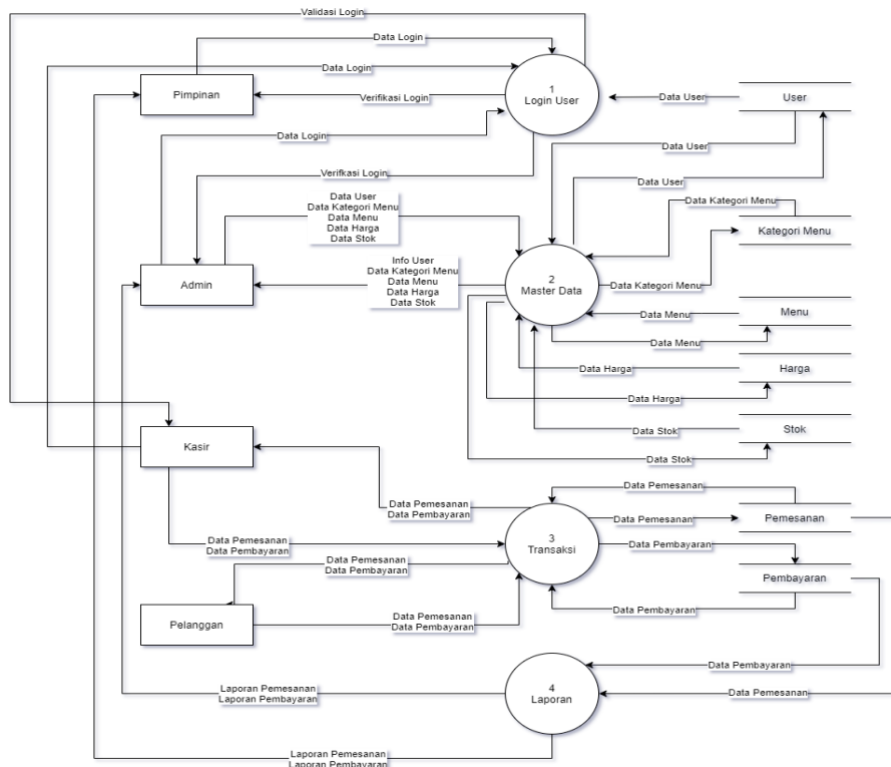 Validasi Login
Data Login
Data Login
Pimpinan
Verifikasi Login
1
Login User
Data User
User
Data Login
Data User
Verifkasi Login
Data User
Data User
Data Kategori Menu
Data Menu
Data Harga
Data Stok
Data Kategori Menu
Kategori Menu
Info User
Data Kategori Menu
Data Menu
Data Harga
Data Stok
Admin
2
Master Data
Data Kategori Menu
Data Menu
Menu
Data Menu
Data Harga
Harga
Data Harga
Data Stok
Stok
Data Stok
Kasir
Data Pemesanan
Data Pembayaran
Data Pemesanan
Data Pemesanan
Pemesanan
3
Transaksi
Data Pemesanan
Data Pembayaran
Data Pembayaran
Data Pemesanan
Data Pembayaran
Pembayaran
Data Pembayaran
Pelanggan
Data Pemesanan
Data Pembayaran
Data Pembayaran
4
Laporan
Data Pemesanan
Laporan Pemesanan
Laporan Pembayaran
Laporan Pemesanan
Laporan Pembayaran